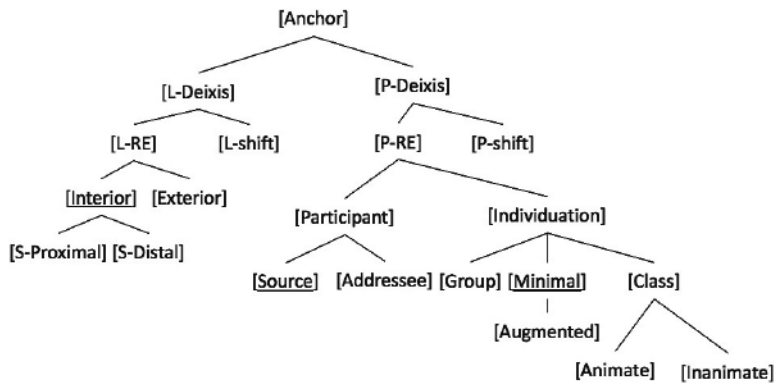 [Anchor]
[L-Deixis] [P-Deixis]
[L-RE] [L-shift] [P-RE] [P-shift]
[Interior] [Exterior]
[Participant] [Individuation]
[S-Proximal] [S-Distal]
[Source] [Addressee] [Group] [Minimal] [Class]
[Augmented]
[Animate] [Inanimate]